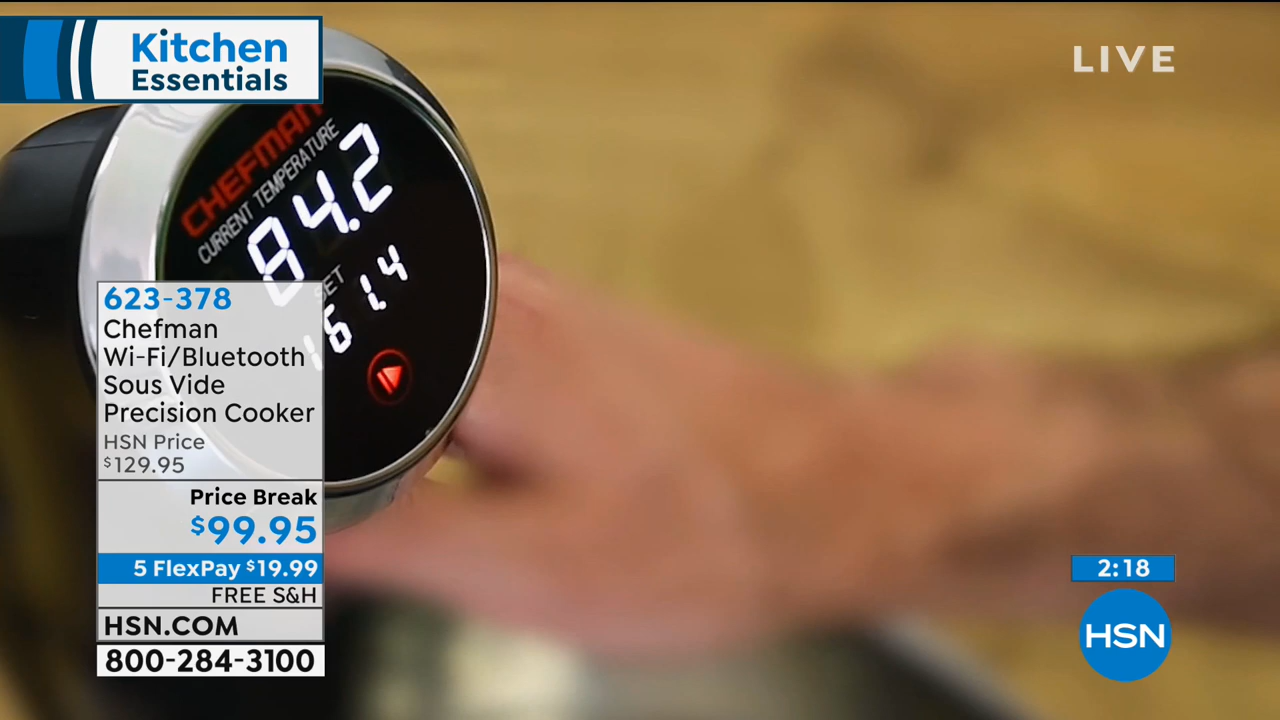 Kitchen
Essentials
LIVE
CHEFMAN
CURRENT TEMPERATURE
84.2
SET
161.4
623-378
Chefman
Wi-Fi/Bluetooth
Sous Vide
Precision Cooker
HSN Price
$129.95
Price Break
$99.95
5 FlexPay $19.99
FREE S&H
HSN.COM
800-284-3100
2:18
HSN